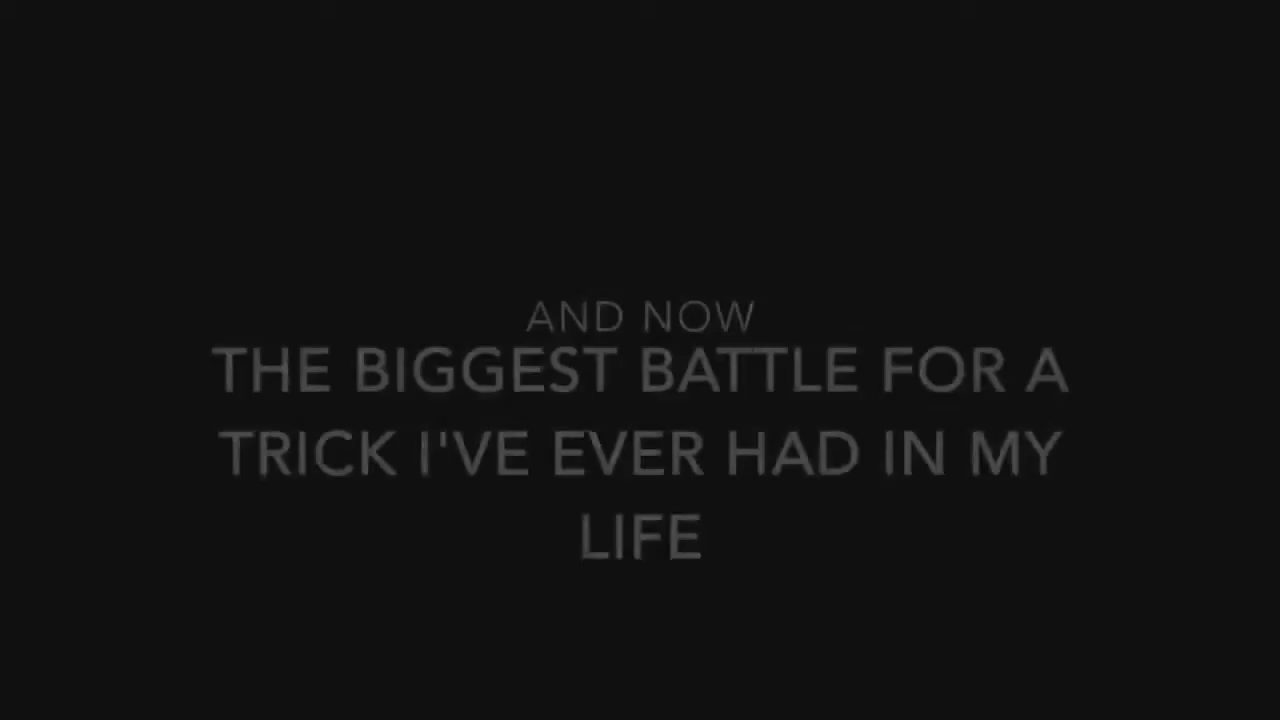 AND NOW
THE BIGGEST BATTLE FOR A
TRICK I'VE EVER HAD IN MY
LIFE